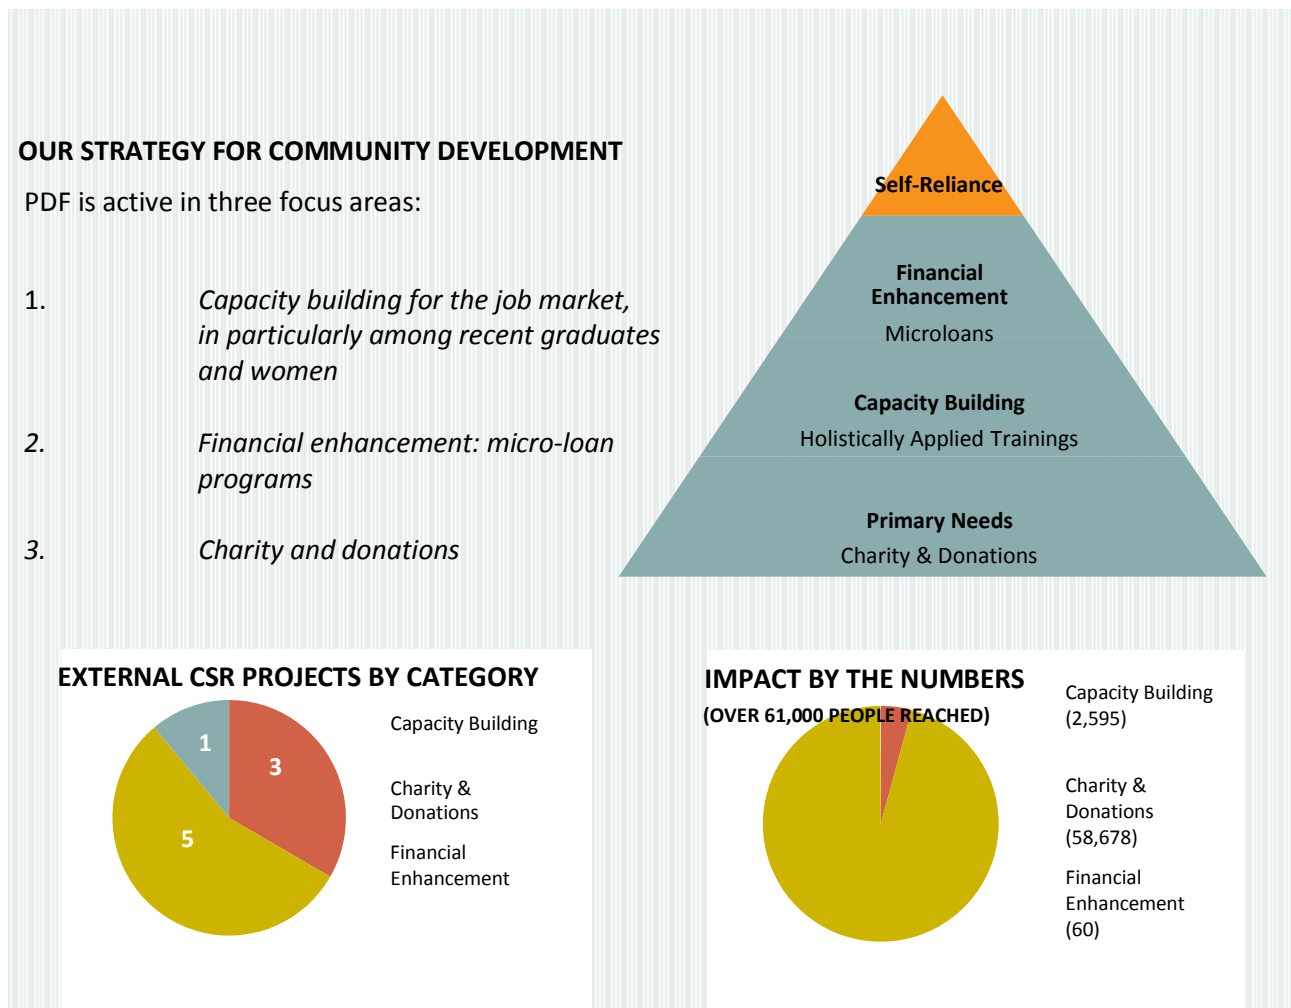 OUR STRATEGY FOR COMMUNITY DEVELOPMENT
PDF is active in three focus areas:
1. Capacity building for the job market,
in particularly among recent graduates
and women
2. Financial enhancement: micro-loan
programs
3. Charity and donations
Self-Reliance
Financial
Enhancement
Microloans
Capacity Building
Holistically Applied Trainings
Primary Needs
Charity & Donations
EXTERNAL CSR PROJECTS BY CATEGORY
1
3
5
Capacity Building
Charity &
Donations
Financial
Enhancement
IMPACT BY THE NUMBERS
(OVER 61,000 PEOPLE REACHED)
Capacity Building
(2,595)
Charity &
Donations
(58,678)
Financial
Enhancement
(60)